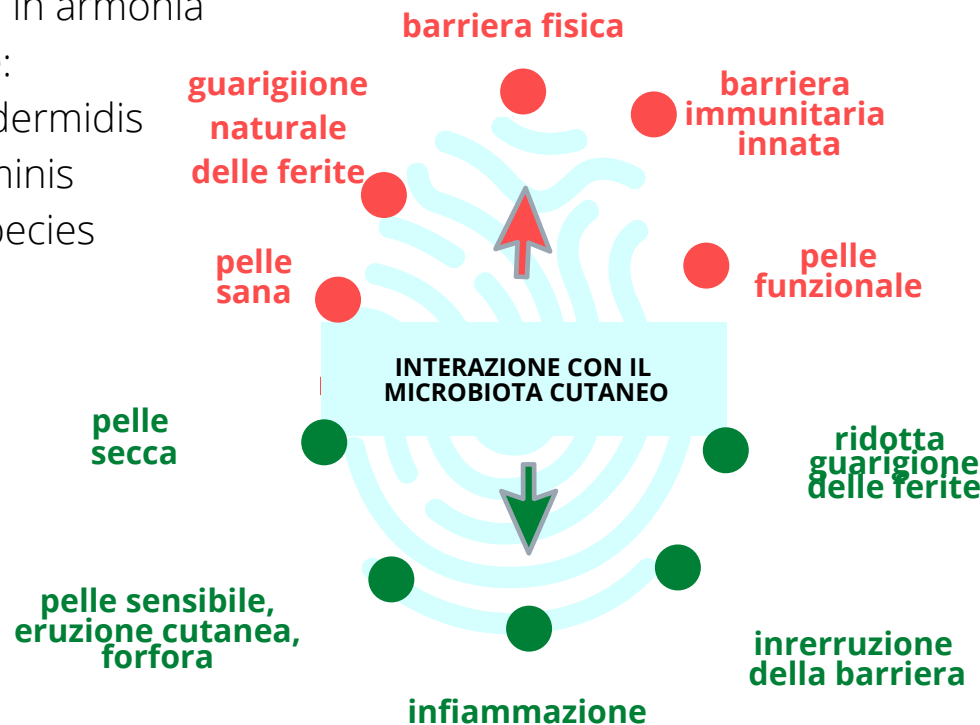 in armonia
:
dermidis
ninis
pecies
barriera fisica
guarigiione
naturale
delle ferite
barriera
immunitaria
innata
pelle
sana
pelle
funzionale
INTERAZIONE CON IL
MICROBIOTA CUTANEO
pelle
secca
ridotta
guarigione
delle ferite
pelle sensibile,
eruzione cutanea,
forfora
inrerruzione
della barriera
infiammazione